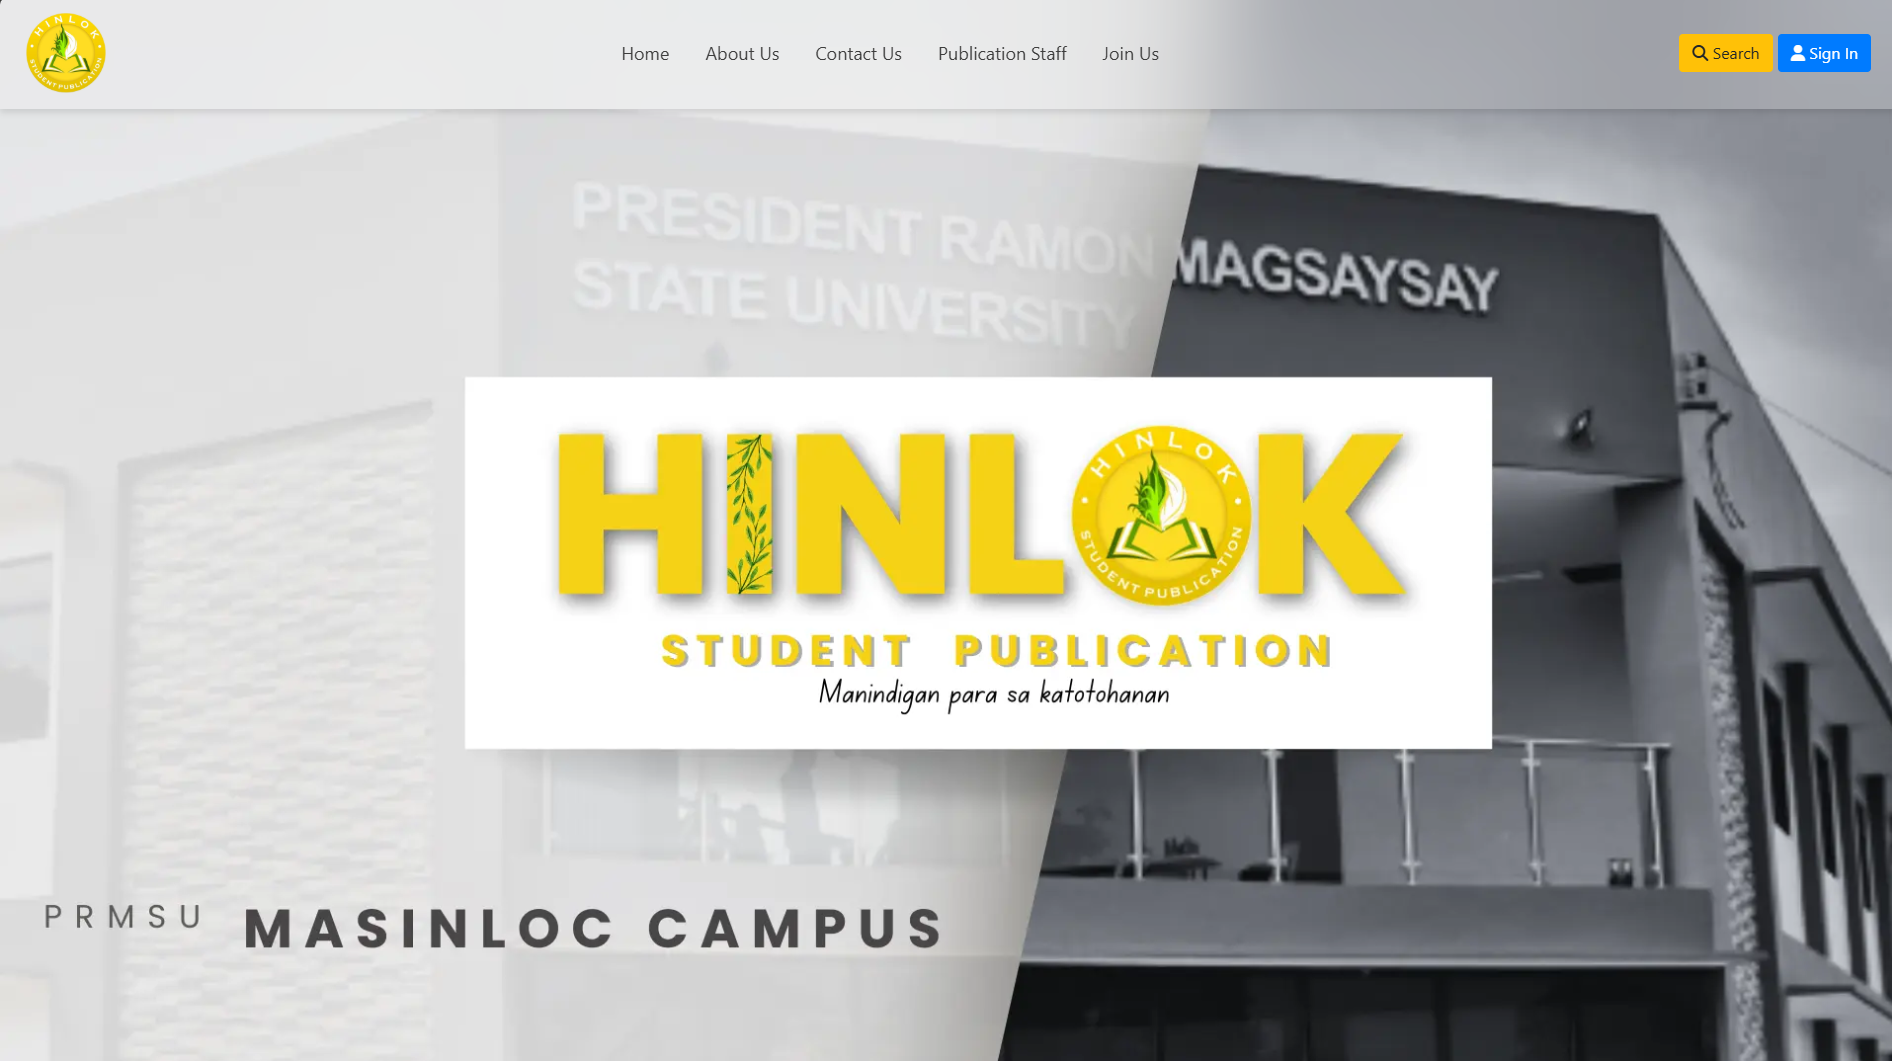 HINLOK
STUDENT PUBLICATION
Home
About Us
Contact Us
Publication Staff
Join Us
Search
Sign In
PRESIDENT RAMON MAGSAYSAY
STATE UNIVERSITY
HINLOK
HINLOK
STUDENT PUBLICATION
STUDENT PUBLICATION
Manindigan para sa katotohanan
PRMSU MASINLOC CAMPUS